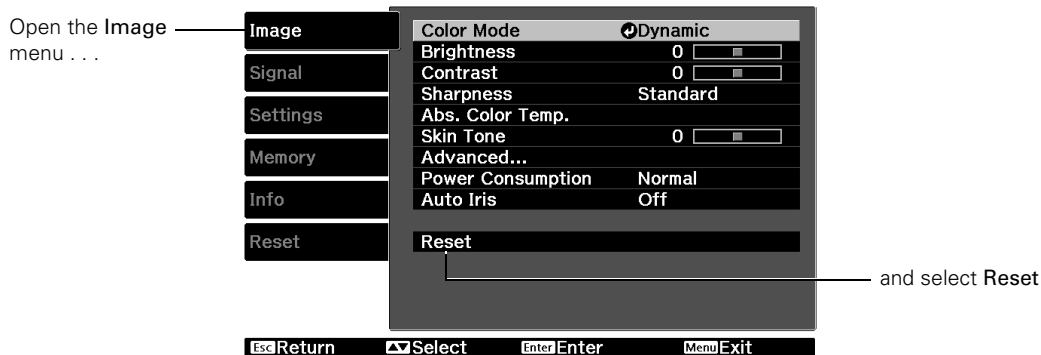 Open the Image
menu . . .
Image
Signal
Settings
Memory
Info
Reset
Color Mode Dynamic
Brightness 0
Contrast 0
Sharpness Standard
Abs. Color Temp.
Skin Tone 0
Advanced...
Power Consumption Normal
Auto Iris Off
Reset
and select Reset
Esc Return Select Enter Enter Menu Exit